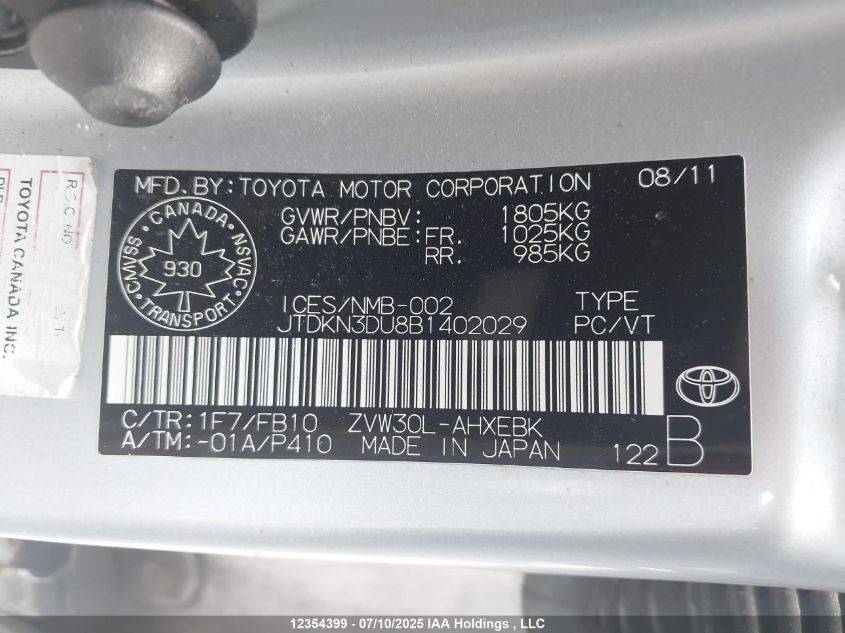 MFD. BY: TOYOTA MOTOR CORPORATION 08/11
GVWR/PNBV: 1805KG
GAWR/PNBE: FR. 1025KG
RR. 985KG
CANADA
CMVSS 930 NSVAC
TRANSPORT
ICES/NMB-002 TYPE
JTDKN3DU8B1402029 PC/VT
C/TR: 1F7/FB10 ZVW30L-AHXEBK
A/TM: -01A/P410 MADE IN JAPAN 122 B
TOYOTA CANADA INC.
12354399 - 07/10/2025 IAA Holdings , LLC